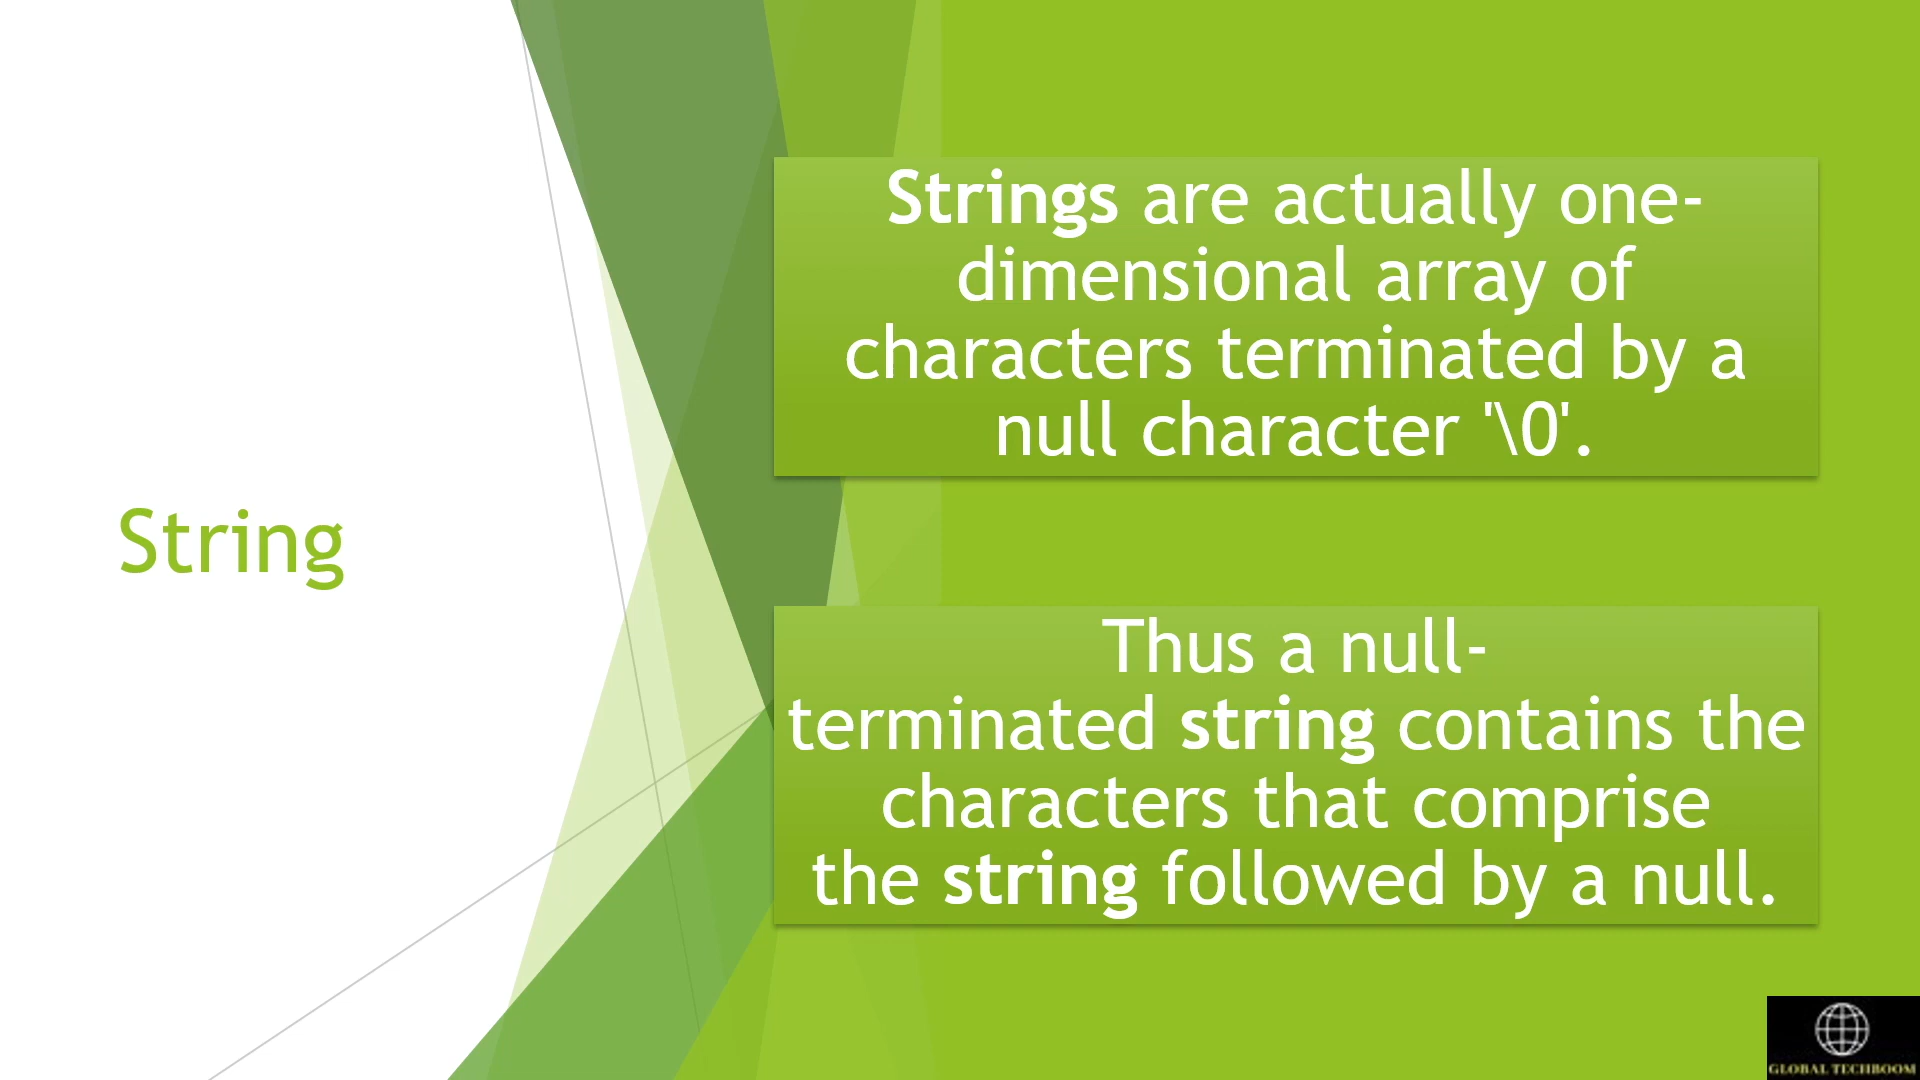 String
Strings are actually one-
dimensional array of
characters terminated by a
null character '\0'.
Thus a null-
terminated string contains the
characters that comprise
the string followed by a null.
GLOBAL TECHBOOM